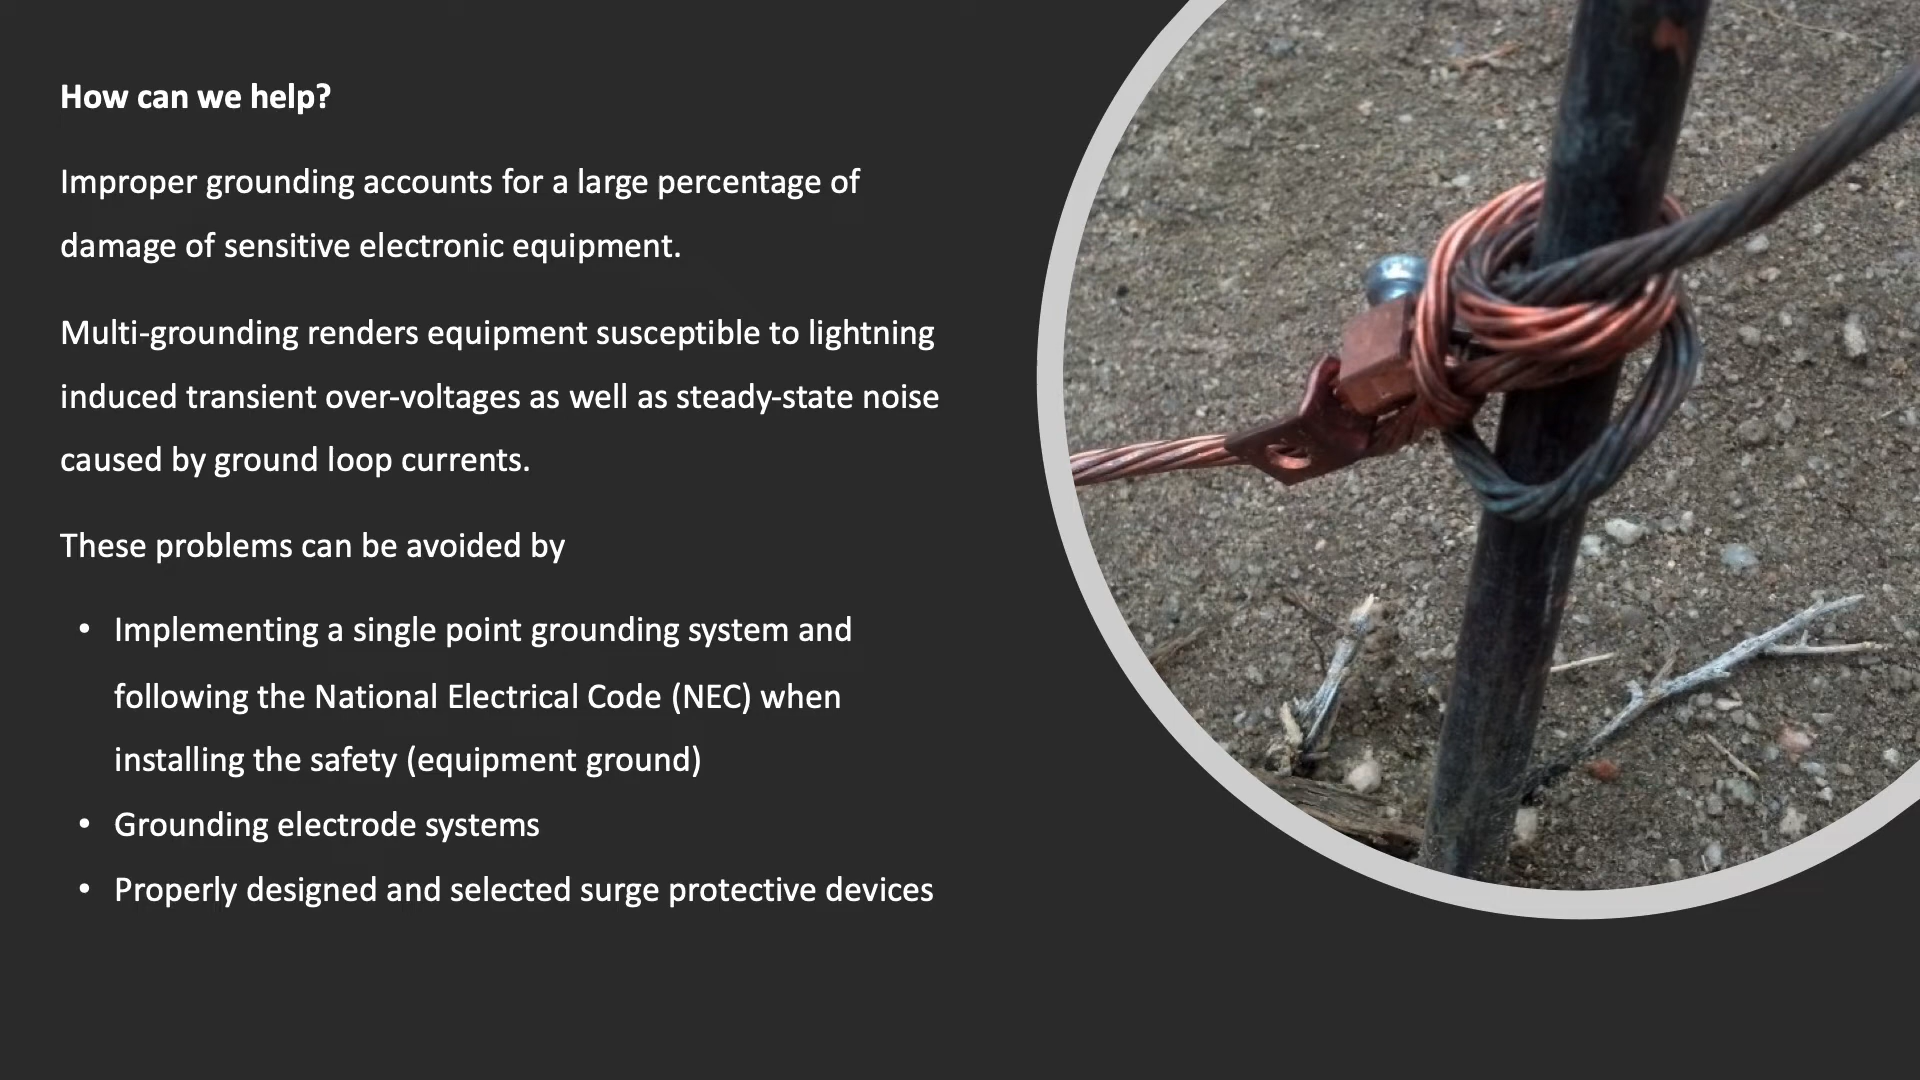 How can we help?
Improper grounding accounts for a large percentage of
damage of sensitive electronic equipment.
Multi-grounding renders equipment susceptible to lightning
induced transient over-voltages as well as steady-state noise
caused by ground loop currents.
These problems can be avoided by
• Implementing a single point grounding system and
following the National Electrical Code (NEC) when
installing the safety (equipment ground)
• Grounding electrode systems
• Properly designed and selected surge protective devices